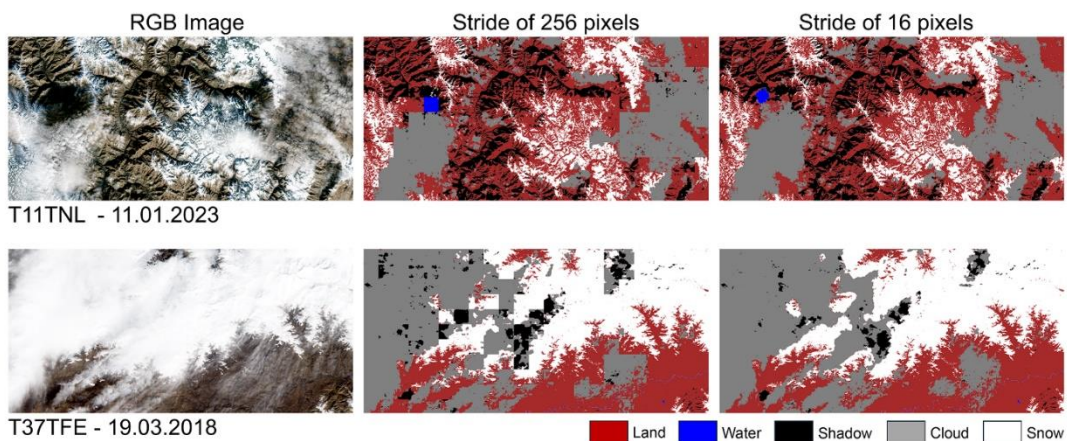 RGB Image Stride of 256 pixels Stride of 16 pixels
T11TNL - 11.01.2023
T37TFE - 19.03.2018
Land Water Shadow Cloud Snow